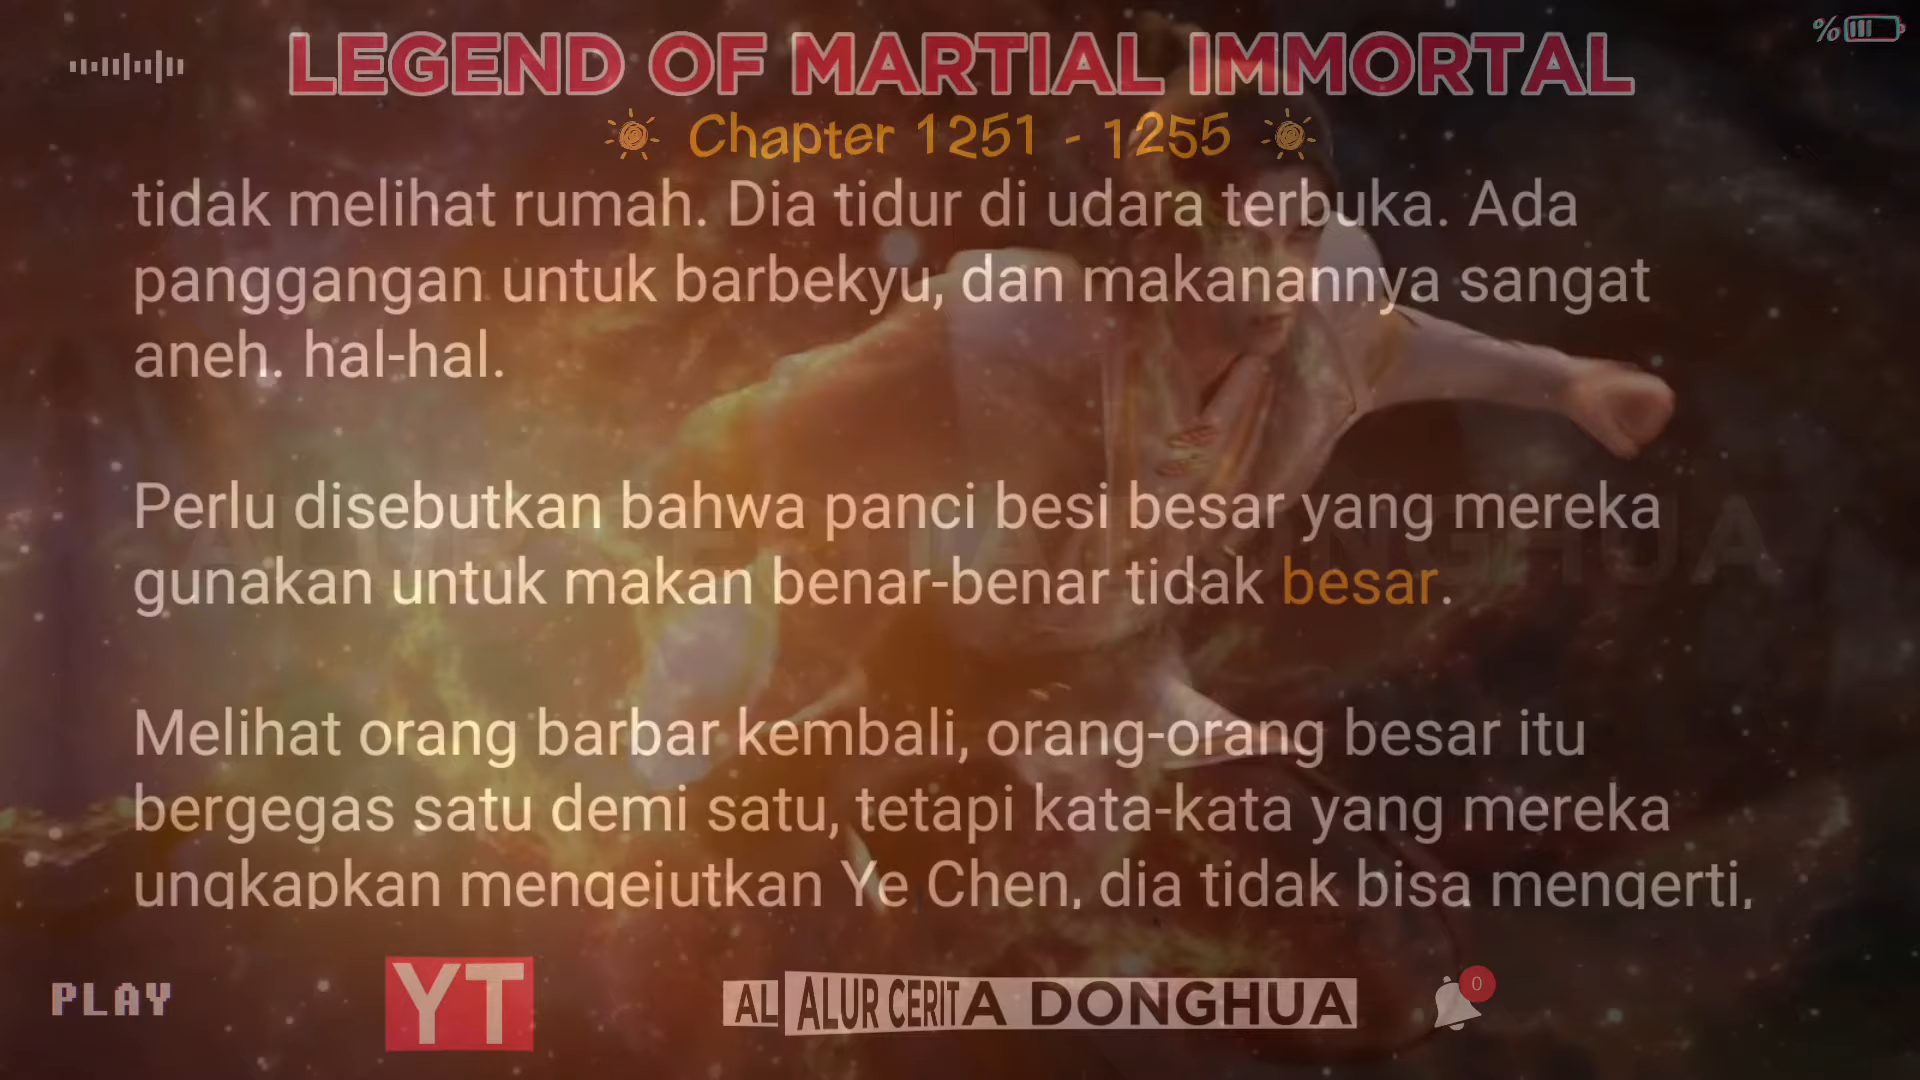 LEGEND OF MARTIAL IMMORTAL
%
Chapter 1251 - 1255
tidak melihat rumah. Dia tidur di udara terbuka. Ada
panggangan untuk barbekyu, dan makanannya sangat
aneh. hal-hal.
Perlu disebutkan bahwa panci besi besar yang mereka
gunakan untuk makan benar-benar tidak besar.
Melihat orang barbar kembali, orang-orang besar itu
bergegas satu demi satu, tetapi kata-kata yang mereka
ungkapkan mengejutkan Ye Chen, dia tidak bisa mengerti,
PLAY
YT
AL ALUR CERITA DONGHUA
0